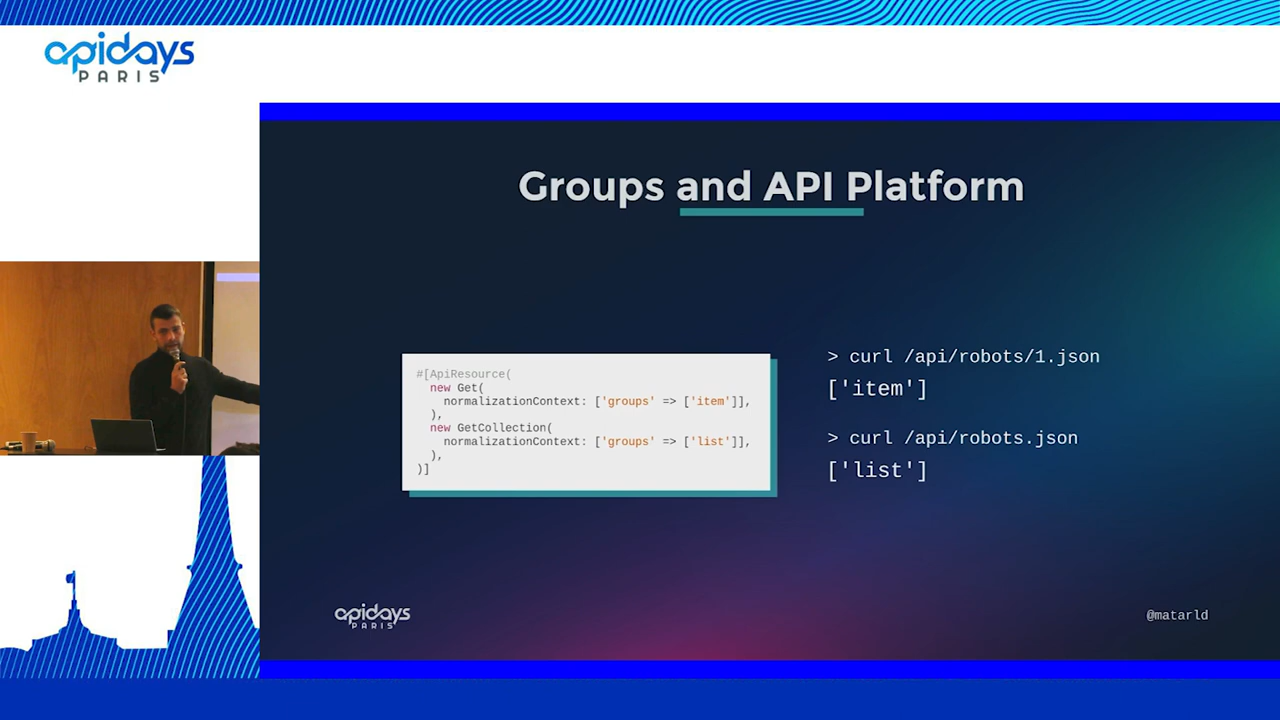 apidays
PARIS
Groups and API Platform
#[ApiResource(
new Get(
normalizationContext: ['groups' => ['item']],
),
new GetCollection(
normalizationContext: ['groups' => ['list']],
),
)]
> curl /api/robots/1.json
['item']
> curl /api/robots.json
['list']
apidays
PARIS
@matarld